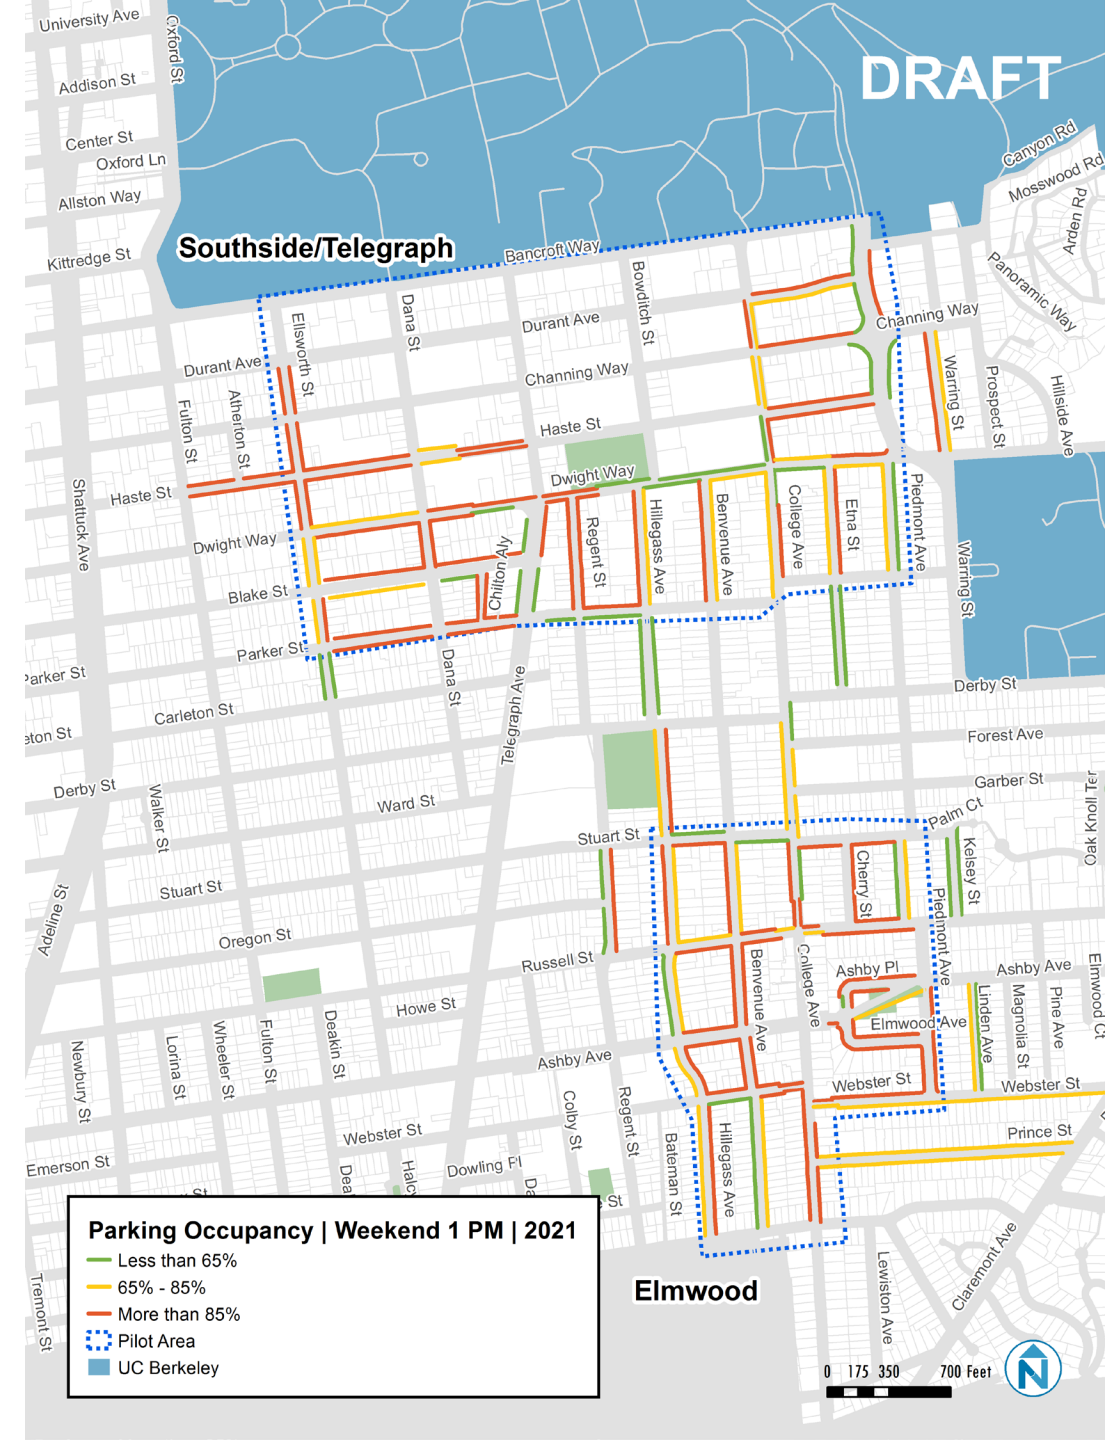 University Ave
Oxford St
Addison St
DRAFT
Center St
Oxford Ln
Canyon Rd
Mosswood Rd
Allston Way
Arden Rd
Southside/Telegraph
Bancroft Way
Kittredge St
Panoramic Way
Bowditch St
Dana St
Ellsworth St
Durant Ave
Channing Way
Durant Ave
Channing Way
Warring St
Prospect St
Hillside Ave
Fulton St
Atherton St
Haste St
Dwight Way
Shattuck Ave
Haste St
Hillegass Ave
Benvenue Ave
College Ave
Etna St
Piedmont Ave
Regent St
Dwight Way
Chilton Aly
Warring St
Blake St
Parker St
Parker St
Dana St
Telegraph Ave
Derby St
Carleton St
eton St
Forest Ave
Garber St
Derby St
Walker St
Ward St
Palm Ct
Oak Knoll Ter
Stuart St
Cherry St
Kelsey St
Stuart St
Adeline St
Piedmont Ave
Oregon St
Russell St
Benvenue Ave
College Ave
Ashby Pl
Ashby Ave
Elmwood Ct
Howe St
Linden Ave
Magnolia St
Pine Ave
Elmwood Ave
Newbury St
Lorina St
Wheeler St
Fulton St
Deakin St
Ashby Ave
Webster St
Webster St
Colby St
Regent St
Hillegass Ave
Bateman St
Webster St
Prince St
Emerson St
Dowling Pl
Dea
Halcy
Da
St
e St
Parking Occupancy | Weekend 1 PM | 2021
Less than 65%
65% - 85%
More than 85%
Pilot Area
UC Berkeley
Tremont St
Elmwood
Lewiston Ave
Claremont Ave
0 175 350 700 Feet
N